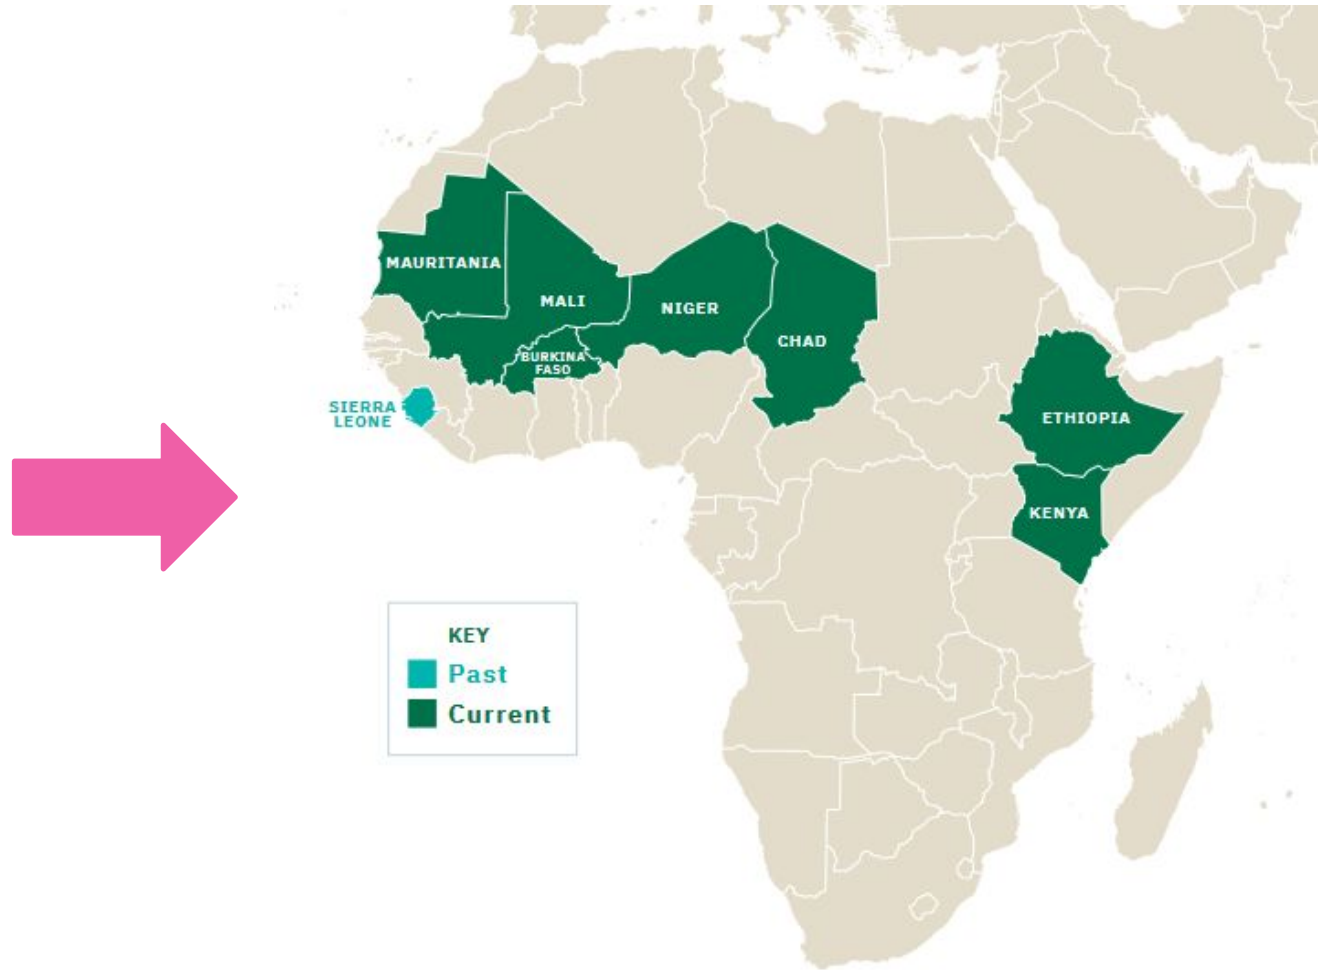 MAURITANIA
MALI
NIGER
CHAD
BURKINA
FASO
SIERRA
LEONE
ETHIOPIA
KENYA
KEY
Past
Current